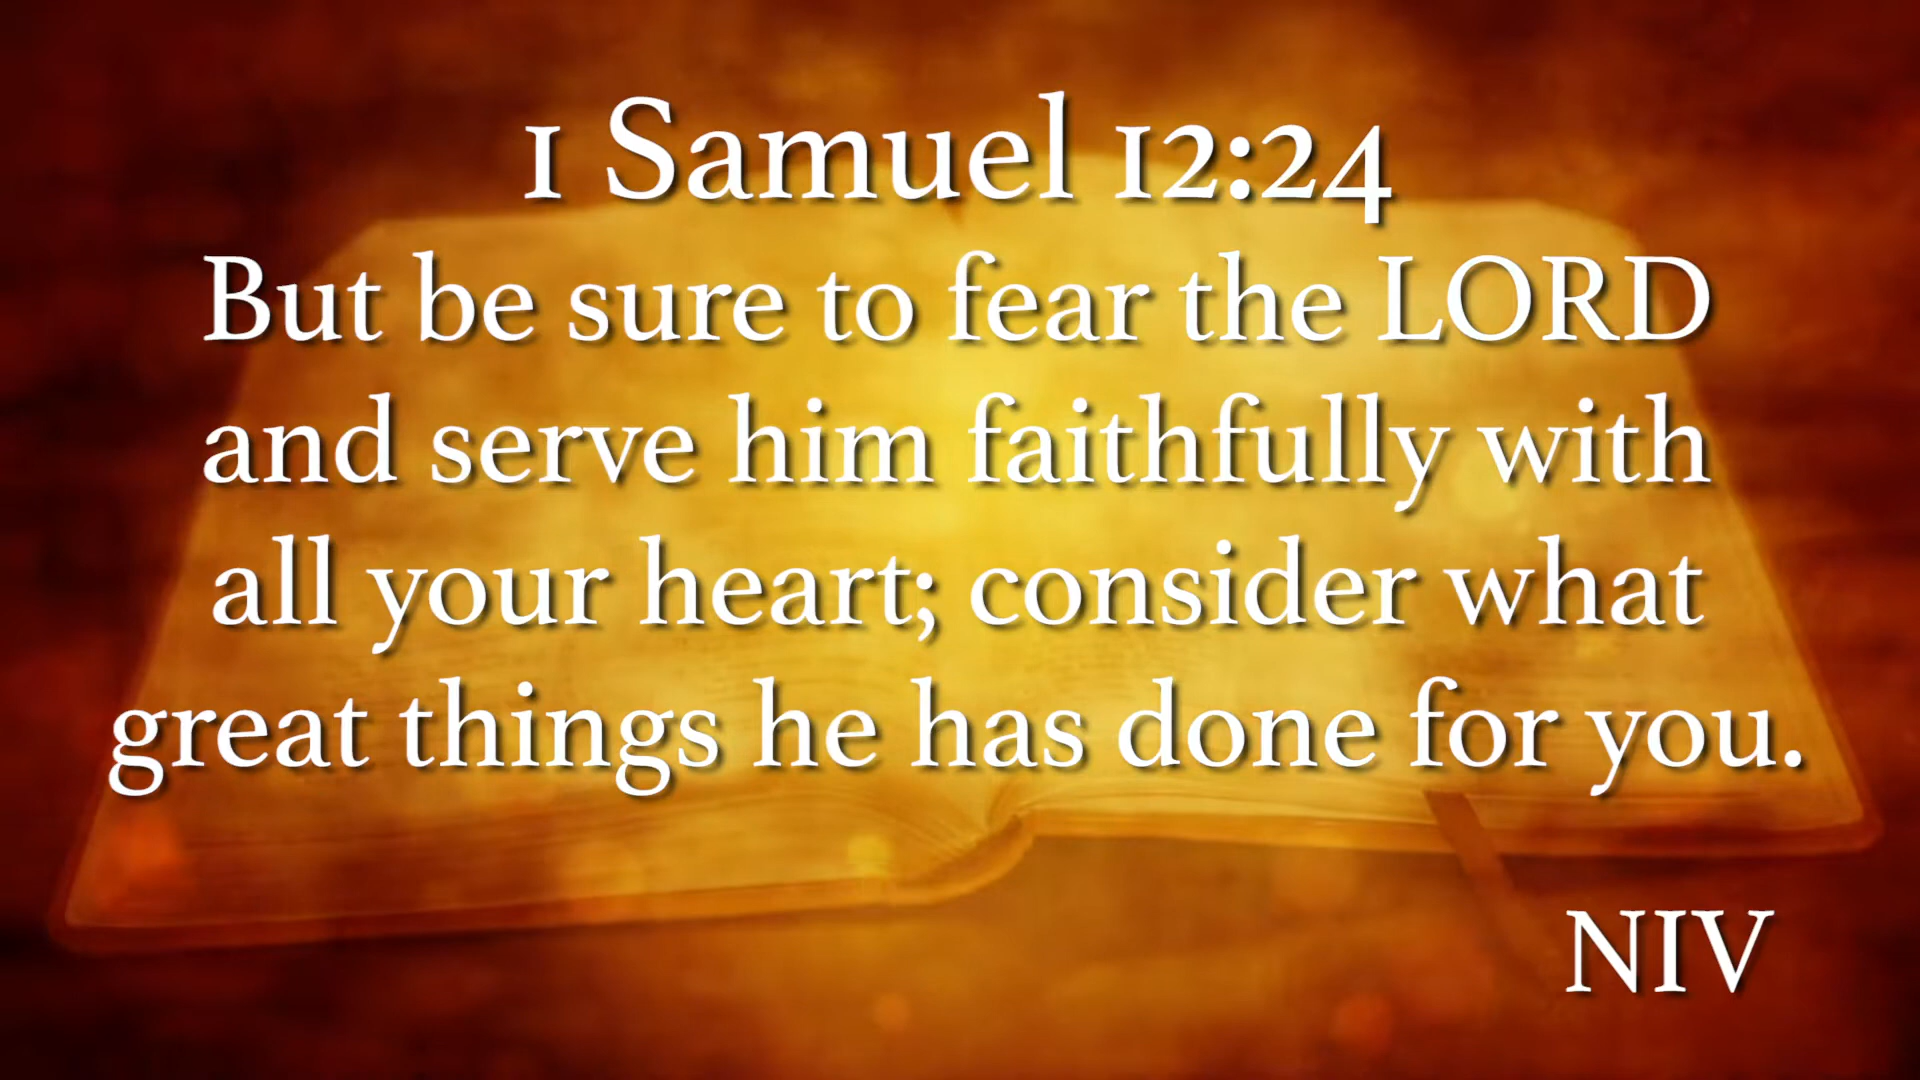 1 Samuel 12:24
But be sure to fear the LORD
and serve him faithfully with
all your heart; consider what
great things he has done for you.
NIV